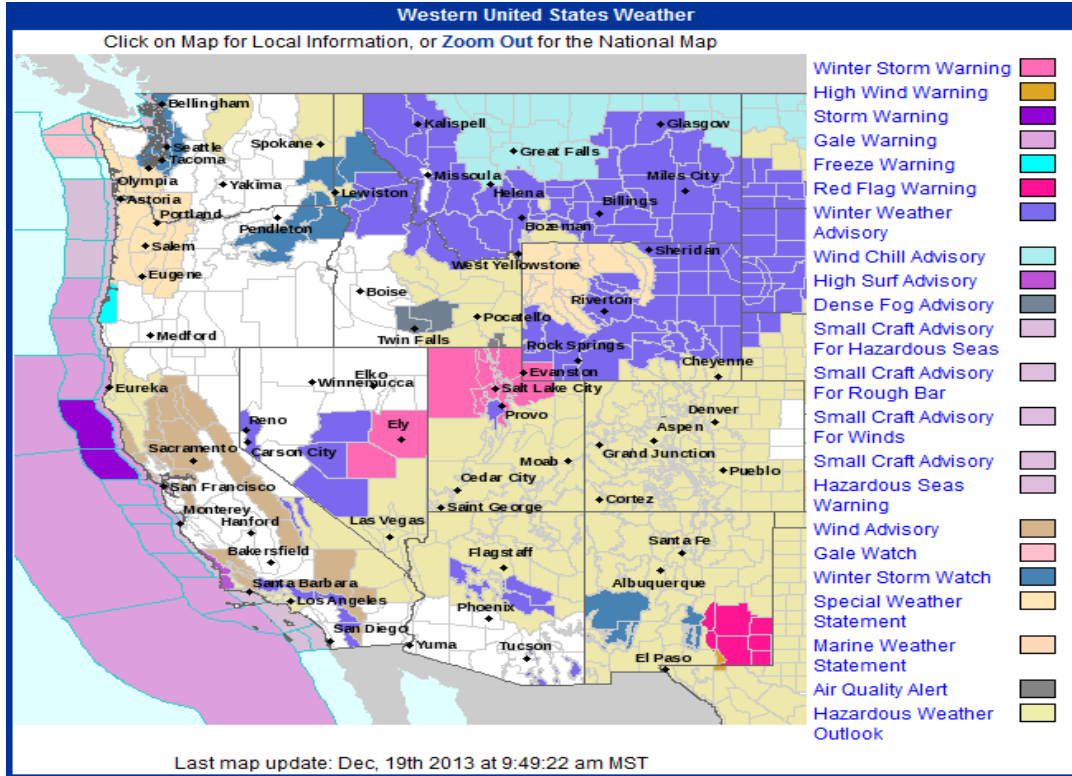 Western United States Weather
Click on Map for Local Information, or Zoom Out for the National Map
Bellingham
Seattle
Tacoma
Olympia
Astoria
Portland
Salem
Eugene
Medford
Yakima
Spokane
Lewiston
Pendleton
Kalispell
Glasgow
Great Falls
Missoula
Helena
Miles City
Billings
Bozeman
West Yellowstone
Sheridan
Boise
Riverton
Pocatello
Twin Falls
Rock Springs
Cheyenne
Evanston
Eureka
Elko
Winnemucca
Salt Lake City
Provo
Reno
Carson City
Ely
Sacramento
San Francisco
Monterey
Hanford
Bakersfield
Las Vegas
Moab
Cedar City
Saint George
Denver
Aspen
Grand Junction
Pueblo
Cortez
Santa Fe
Flagstaff
Albuquerque
Santa Barbara
Los Angeles
Phoenix
San Diego
Yuma
Tucson
El Paso
Winter Storm Warning
High Wind Warning
Storm Warning
Gale Warning
Freeze Warning
Red Flag Warning
Winter Weather
Advisory
Wind Chill Advisory
High Surf Advisory
Dense Fog Advisory
Small Craft Advisory
For Hazardous Seas
Small Craft Advisory
For Rough Bar
Small Craft Advisory
For Winds
Small Craft Advisory
Hazardous Seas
Warning
Wind Advisory
Gale Watch
Winter Storm Watch
Special Weather
Statement
Marine Weather
Statement
Air Quality Alert
Hazardous Weather
Outlook
Last map update: Dec, 19th 2013 at 9:49:22 am MST